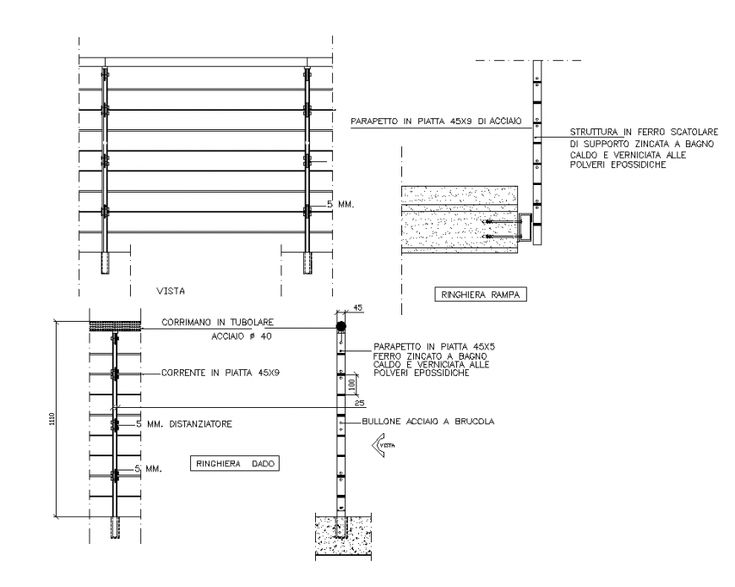 PARAPETTO IN PIATTA 45X9 DI ACCIAIO
STRUTTURA IN FERRO SCATOLARE
DI SUPPORTO ZINCATA A BAGNO
CALDO E VERNICIATA ALLE
POLVERI EPOSSIDICHE
5 MM.
VISTA
RINGHIERA RAMPA
45
CORRIMANO IN TUBOLARE
ACCIAIO Ø 40
PARAPETTO IN PIATTA 45X5
FERRO ZINCATO A BAGNO
CALDO E VERNICIATA ALLE
POLVERI EPOSSIDICHE
CORRENTE IN PIATTA 45X9
100
25
1110
5 MM. DISTANZIATORE
BULLONE ACCIAIO A BRUCOLA
VISTA
RINGHIERA DADO
5 MM.